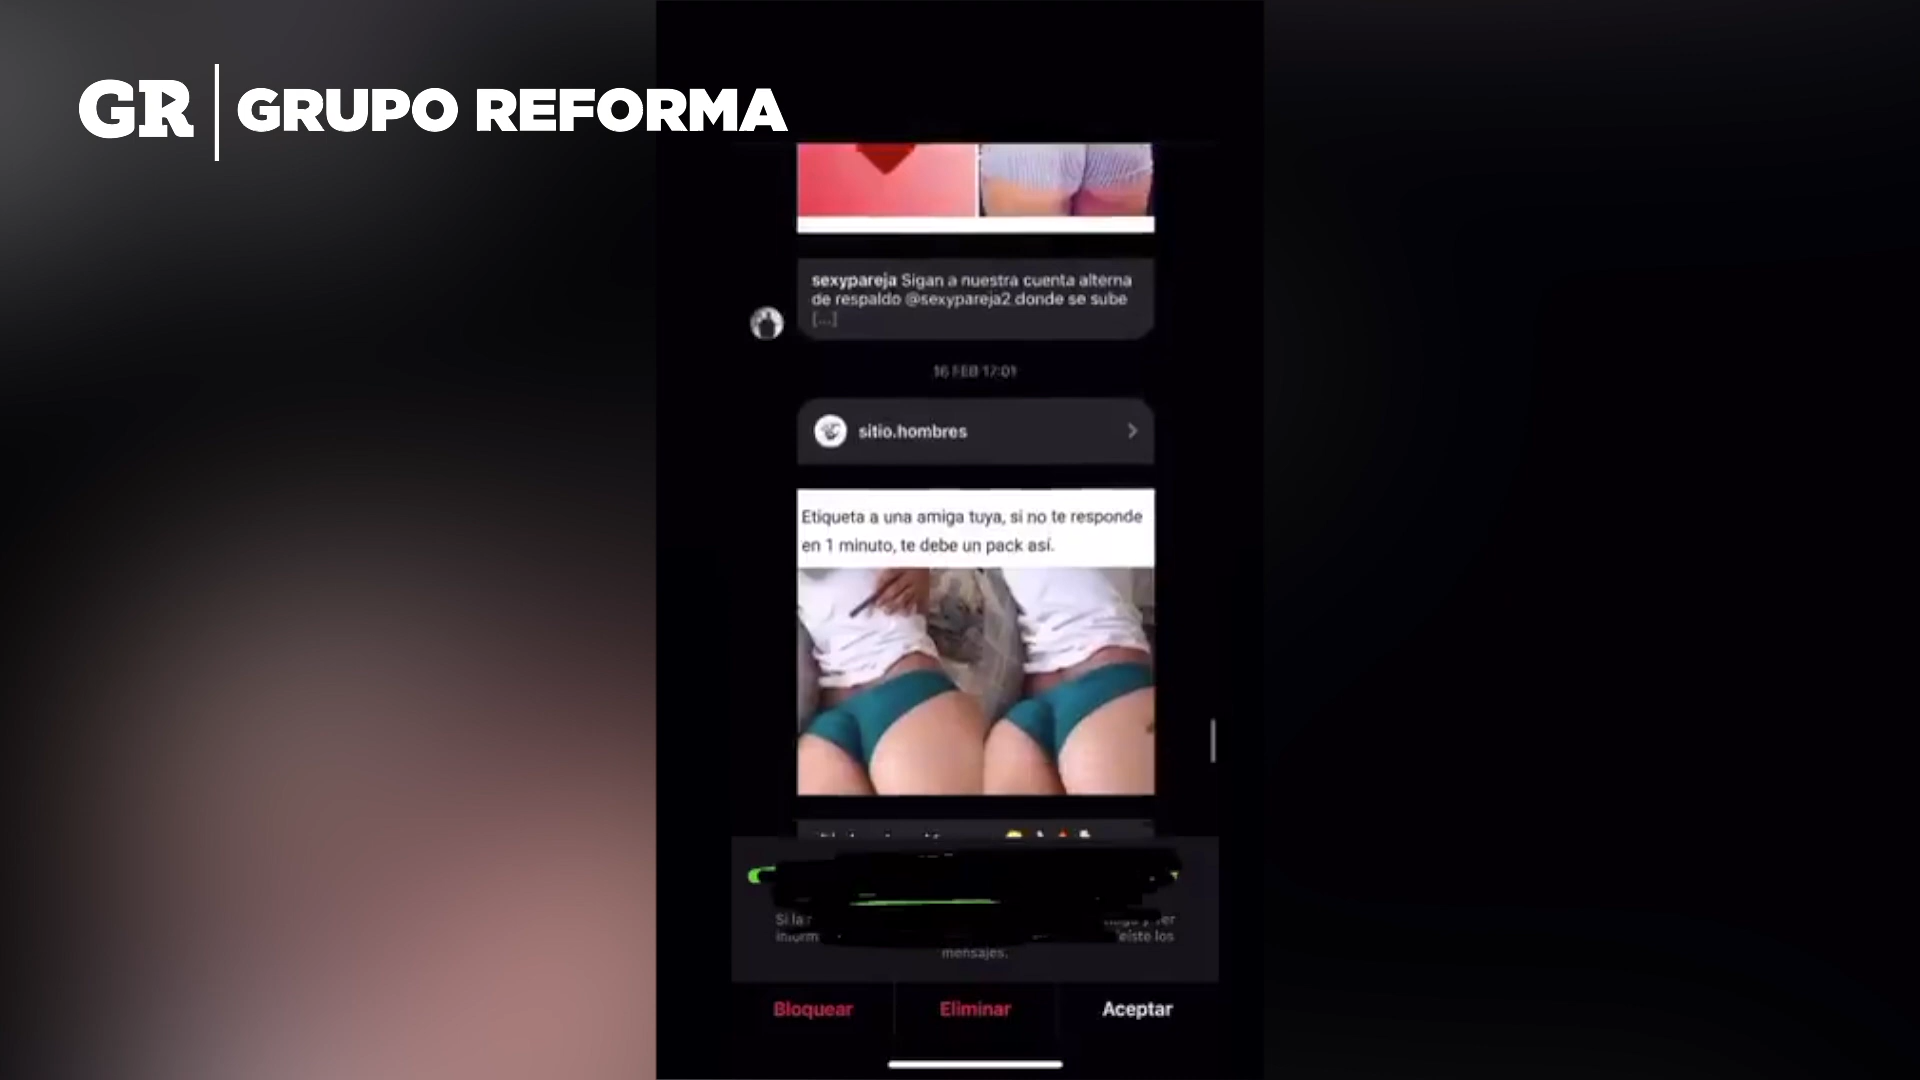 GR | GRUPO REFORMA
sexypareja Sigan a nuestra cuenta alterna
de respaldo @sexypareja2 donde se sube
[...]
16 FEB 17:01
sitio.hombres
Etiqueta a una amiga tuya, si no te responde
en 1 minuto, te debe un pack así.
Si la
mensajes.
Bloquear
Eliminar
Aceptar